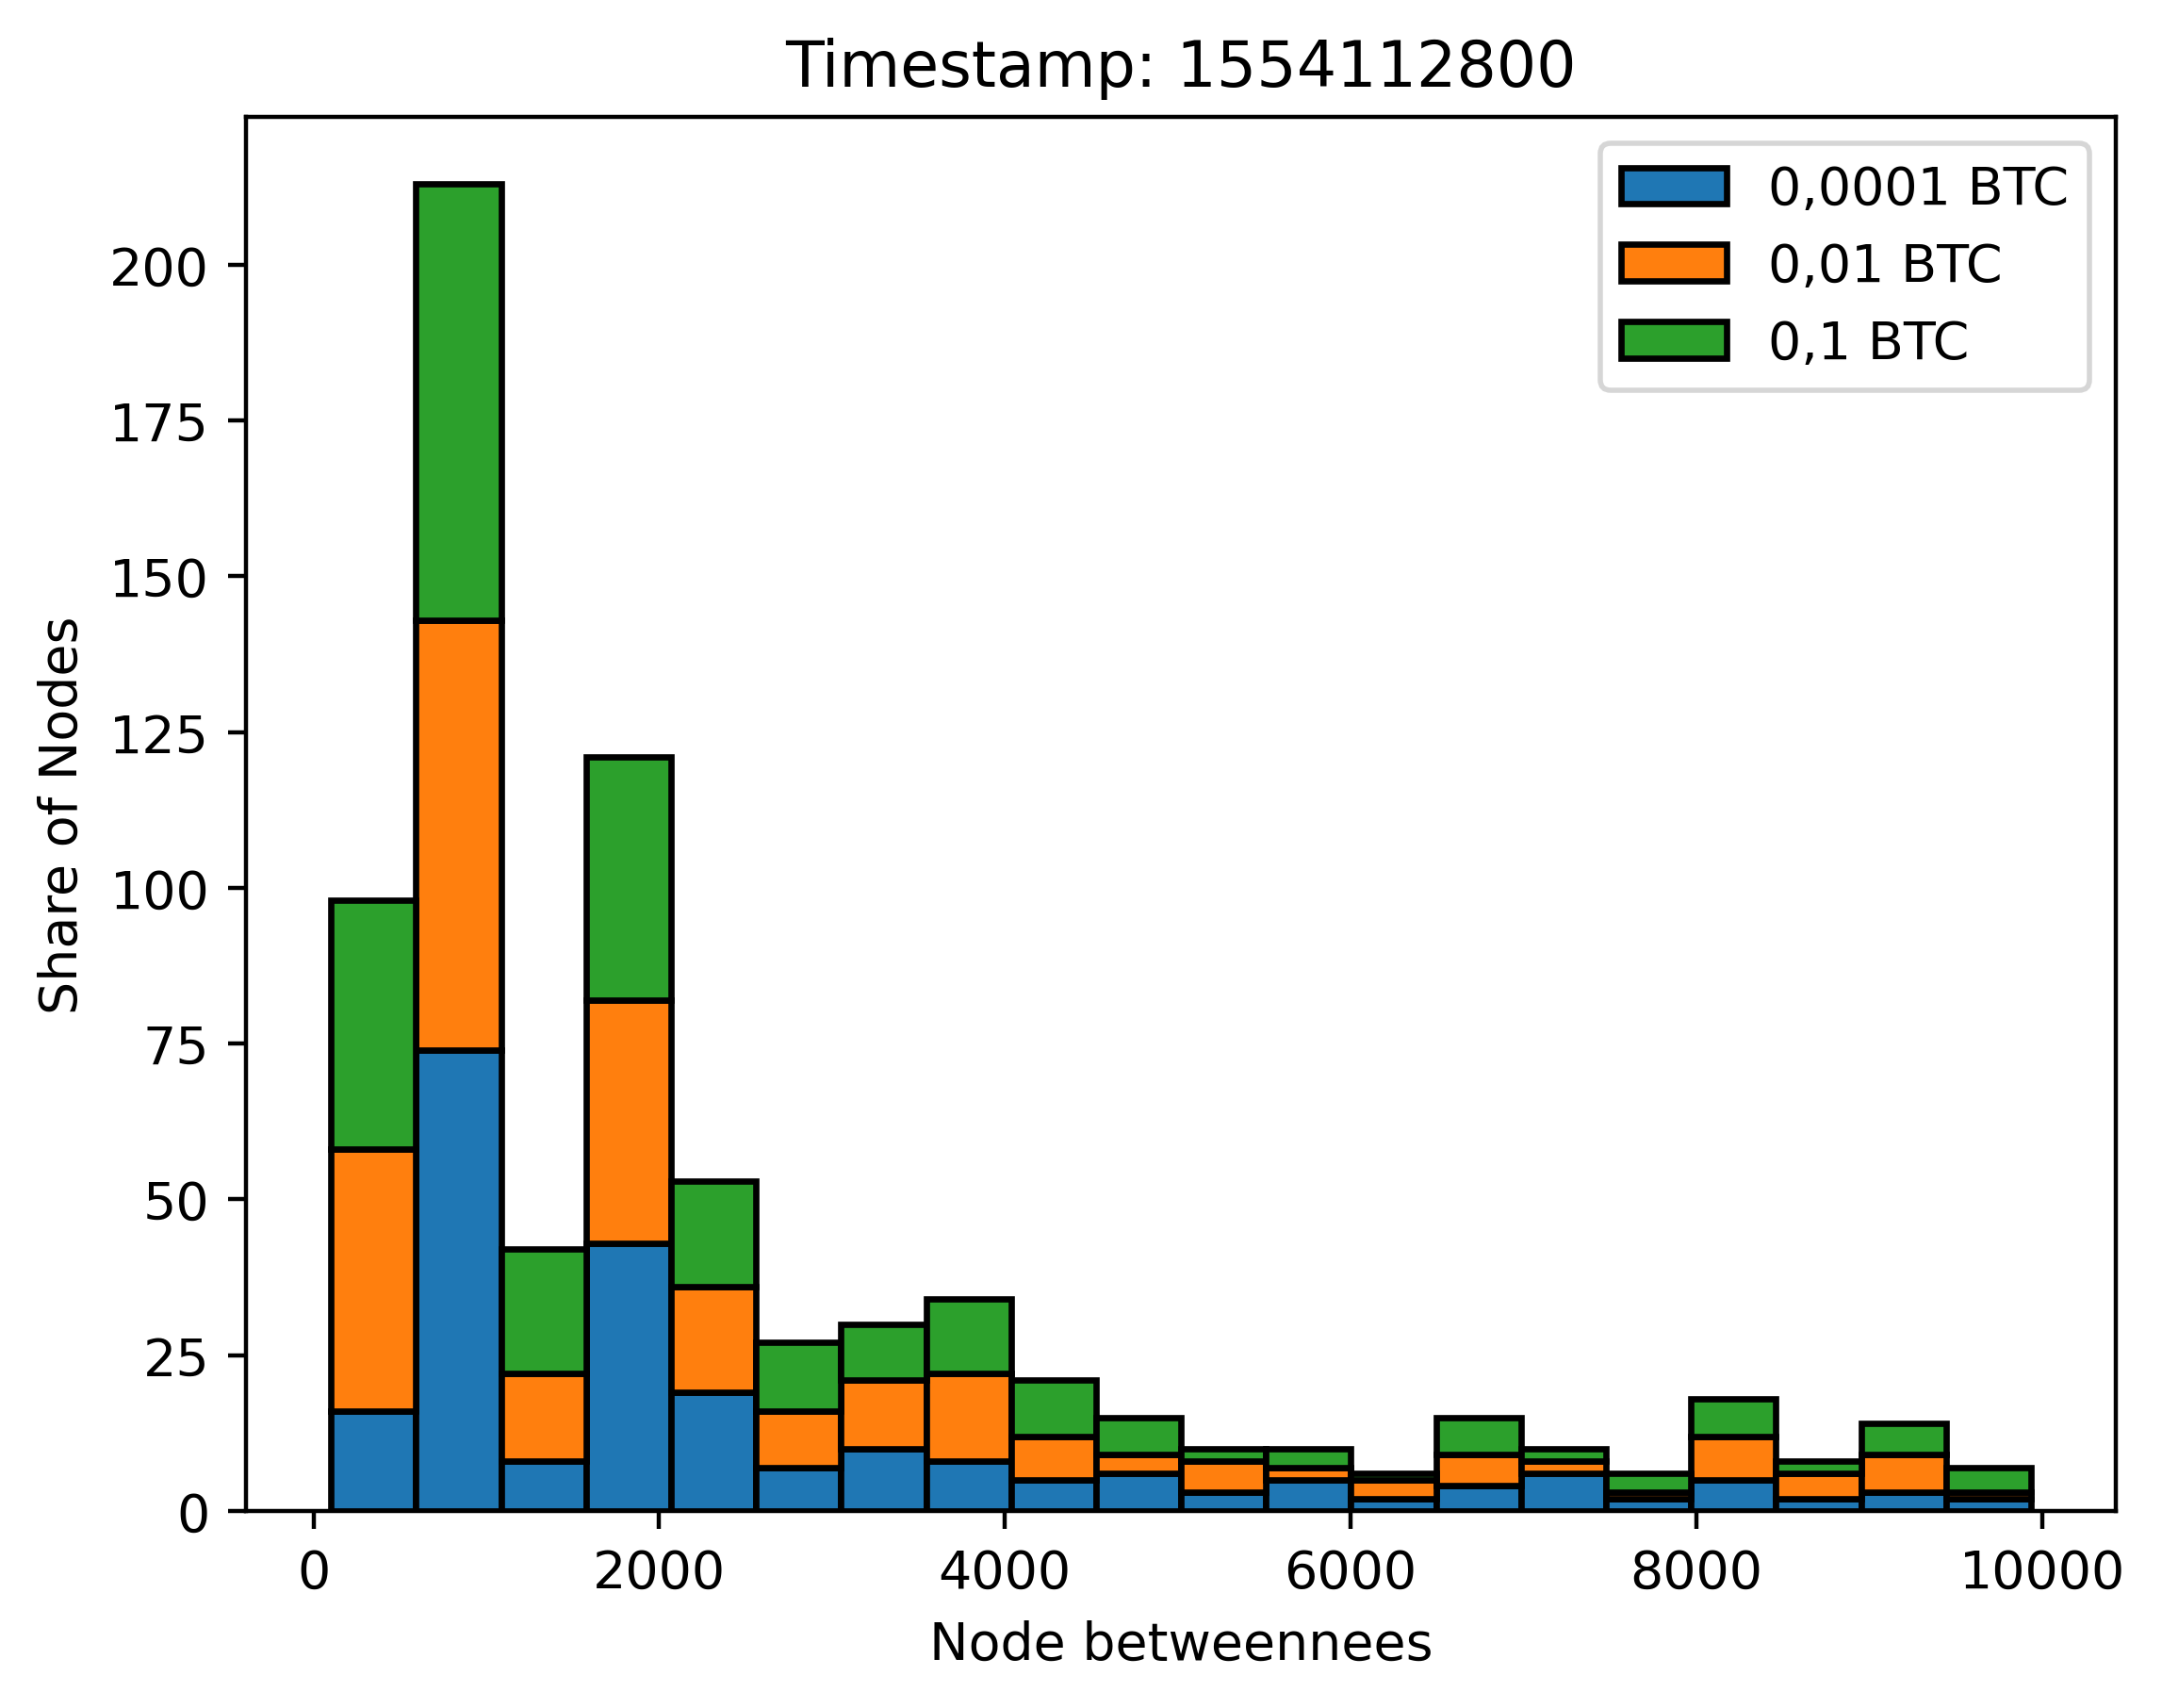 Timestamp: 1554112800
0,0001 BTC
0,01 BTC
0,1 BTC
Share of Nodes
200
175
150
125
100
75
50
25
0
0 2000 4000 6000 8000 10000
Node betweennees